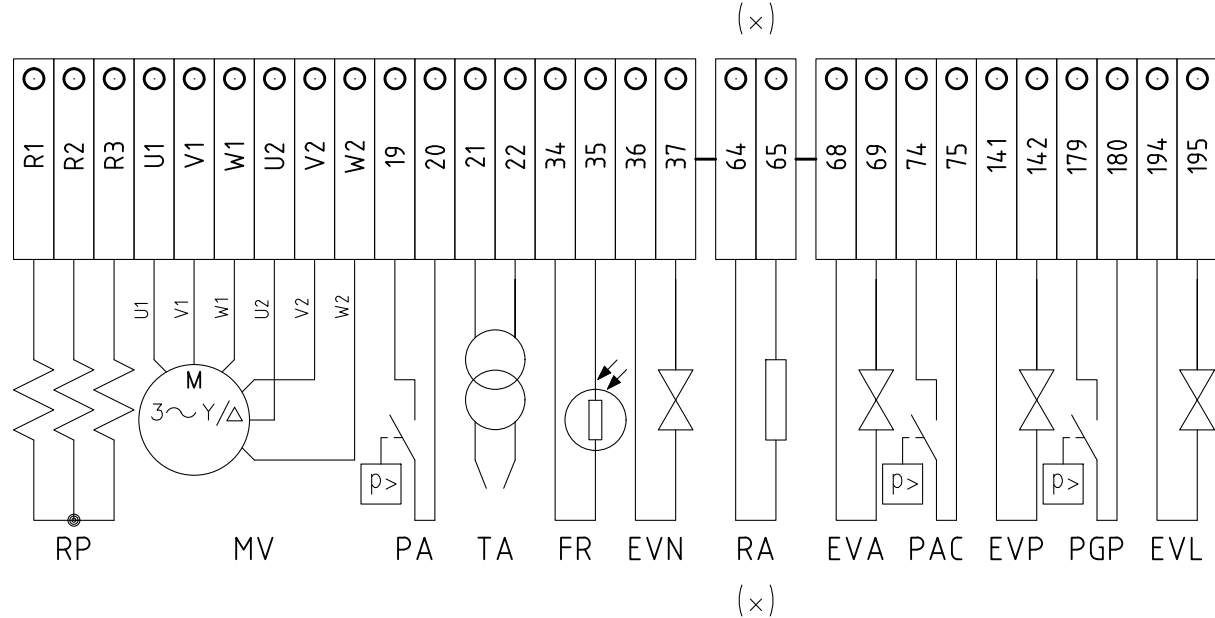 (x)
R1 R2 R3 U1 V1 W1 U2 V2 W2 19 20 21 22 34 35 36 37 64 65 68 69 74 75 141 142 179 180 194 195
U1 V1 W1 U2 V2 W2
M
3~ Y/△
p> p> p>
RP MV PA TA FR EVN RA EVA PAC EVP PGP EVL
(x)